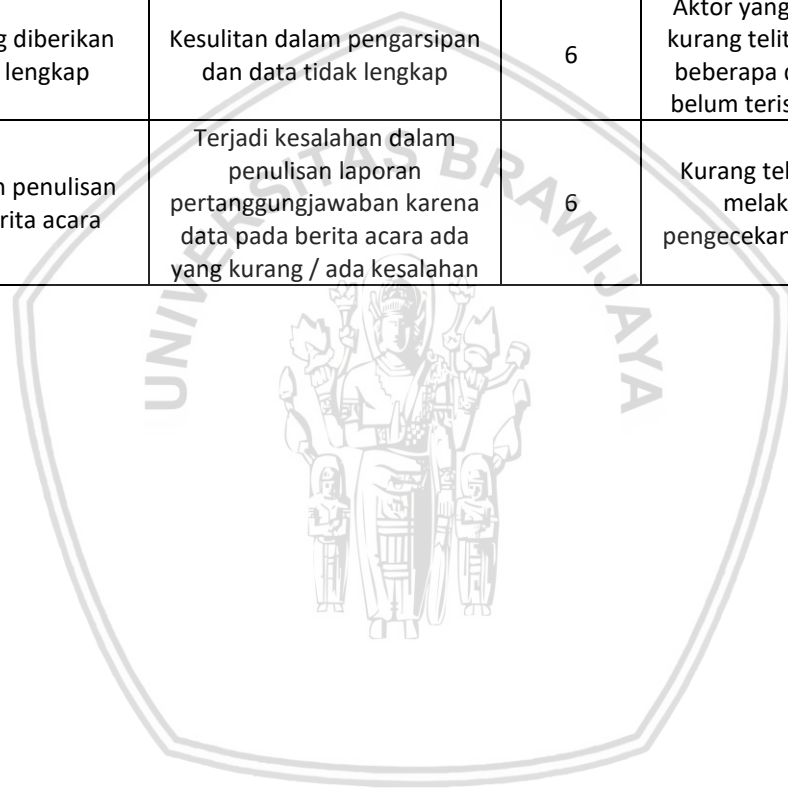 g diberikan
lengkap
Kesulitan dalam pengarsipan
dan data tidak lengkap
6
Aktor yang
kurang telit
beberapa
belum teris
n penulisan
rita acara
Terjadi kesalahan dalam
penulisan laporan
pertanggungjawaban karena
data pada berita acara ada
yang kurang / ada kesalahan
6
Kurang tel
melak
pengecekan
UNIVERSITAS BRAWIJAYA